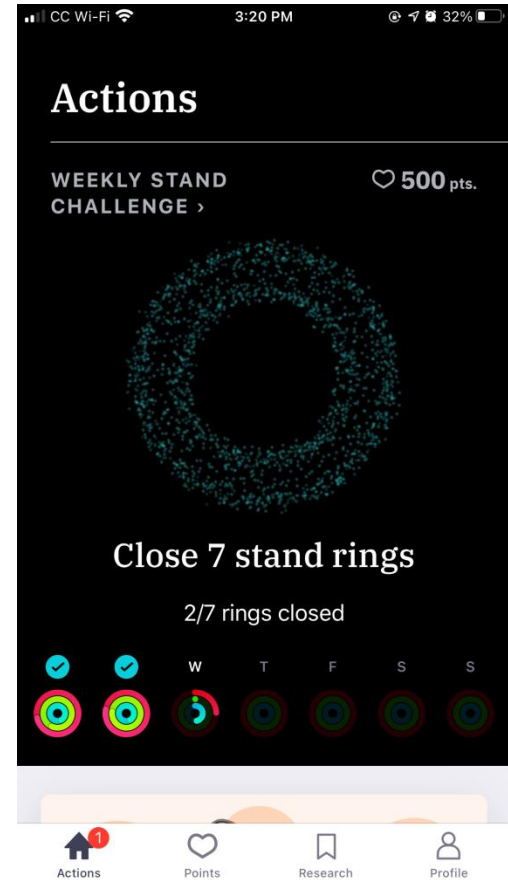 CC Wi-Fi 3:20 PM 32%
Actions
WEEKLY STAND
CHALLENGE ›
500 pts.
Close 7 stand rings
2/7 rings closed
W T F S S
1
Actions Points Research Profile